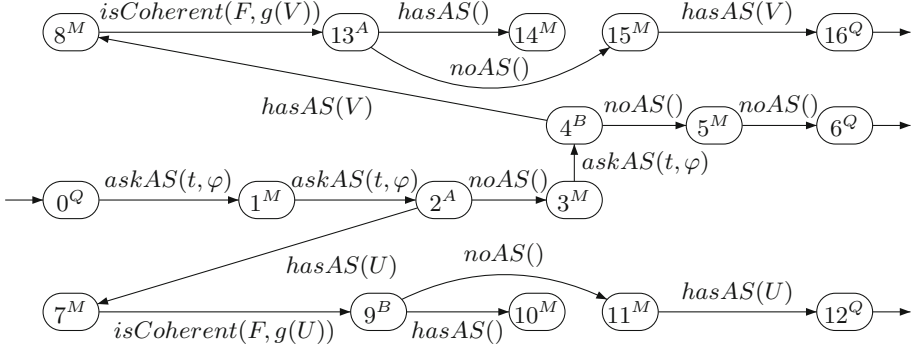 isCoherent(F, g(V)) hasAS() hasAS(V)
8^M 13^A 14^M 15^M 16^Q
noAS()
hasAS(V) noAS() noAS()
4^B 5^M 6^Q
askAS(t, φ)
askAS(t, φ) askAS(t, φ) noAS()
0^Q 1^M 2^A 3^M
hasAS(U) noAS()
hasAS(U)
7^M 9^B 10^M 11^M 12^Q
isCoherent(F, g(U)) hasAS()